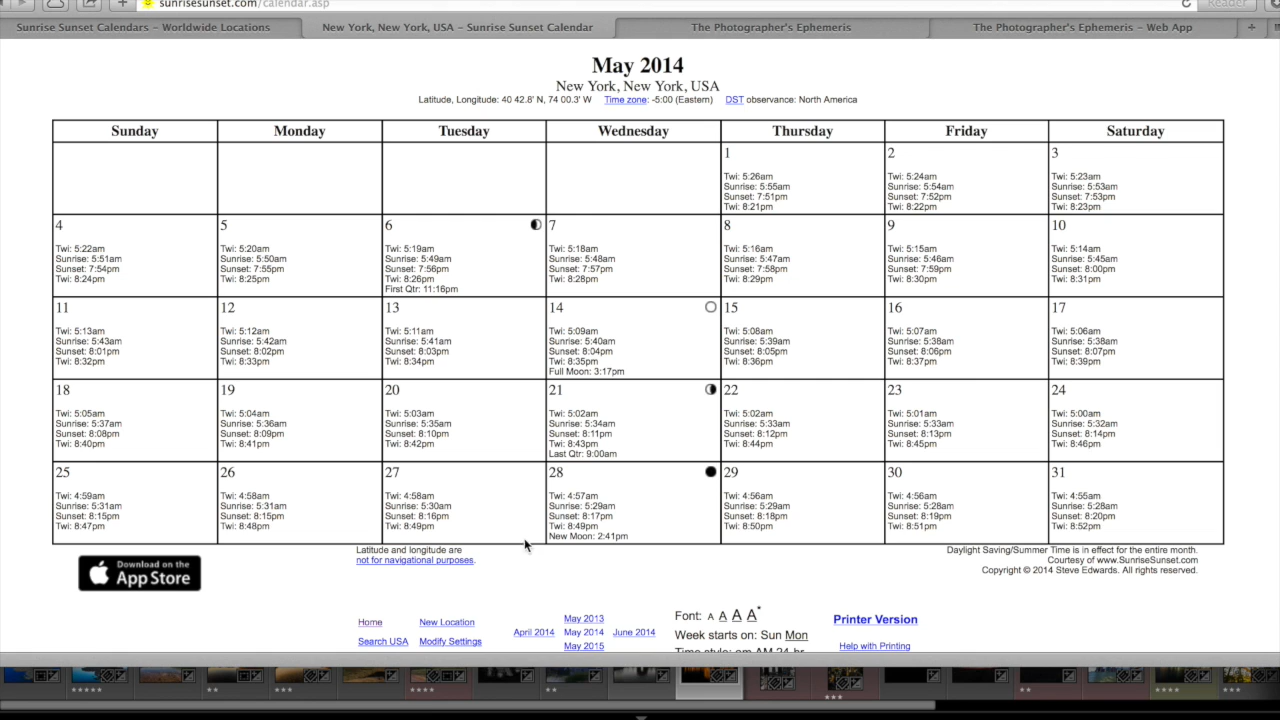 sunrisesunset.com/calendar.asp
Reader
Sunrise Sunset Calendars – Worldwide Locations
New York, New York, USA – Sunrise Sunset Calendar
The Photographer's Ephemeris
The Photographer's Ephemeris – Web App
May 2014
New York, New York, USA
Latitude, Longitude: 40 42.8' N, 74 00.3' W Time zone: -5:00 (Eastern) DST observance: North America
Sunday Monday Tuesday Wednesday Thursday Friday Saturday
1 2 3
Twi: 5:26am Twi: 5:24am Twi: 5:23am
Sunrise: 5:55am Sunrise: 5:54am Sunrise: 5:53am
Sunset: 7:51pm Sunset: 7:52pm Sunset: 7:53pm
Twi: 8:21pm Twi: 8:22pm Twi: 8:23pm
4 5 6 7 8 9 10
Twi: 5:22am Twi: 5:20am Twi: 5:19am Twi: 5:18am Twi: 5:16am Twi: 5:15am Twi: 5:14am
Sunrise: 5:51am Sunrise: 5:50am Sunrise: 5:49am Sunrise: 5:48am Sunrise: 5:47am Sunrise: 5:46am Sunrise: 5:45am
Sunset: 7:54pm Sunset: 7:55pm Sunset: 7:56pm Sunset: 7:57pm Sunset: 7:58pm Sunset: 7:59pm Sunset: 8:00pm
Twi: 8:24pm Twi: 8:25pm Twi: 8:26pm Twi: 8:28pm Twi: 8:29pm Twi: 8:30pm Twi: 8:31pm
First Qtr: 11:16pm
11 12 13 14 15 16 17
Twi: 5:13am Twi: 5:12am Twi: 5:11am Twi: 5:09am Twi: 5:08am Twi: 5:07am Twi: 5:06am
Sunrise: 5:43am Sunrise: 5:42am Sunrise: 5:41am Sunrise: 5:40am Sunrise: 5:39am Sunrise: 5:38am Sunrise: 5:38am
Sunset: 8:01pm Sunset: 8:02pm Sunset: 8:03pm Sunset: 8:04pm Sunset: 8:05pm Sunset: 8:06pm Sunset: 8:07pm
Twi: 8:32pm Twi: 8:33pm Twi: 8:34pm Twi: 8:35pm Twi: 8:36pm Twi: 8:37pm Twi: 8:39pm
Full Moon: 3:17pm
18 19 20 21 22 23 24
Twi: 5:05am Twi: 5:04am Twi: 5:03am Twi: 5:02am Twi: 5:02am Twi: 5:01am Twi: 5:00am
Sunrise: 5:37am Sunrise: 5:36am Sunrise: 5:35am Sunrise: 5:34am Sunrise: 5:33am Sunrise: 5:33am Sunrise: 5:32am
Sunset: 8:08pm Sunset: 8:09pm Sunset: 8:10pm Sunset: 8:11pm Sunset: 8:12pm Sunset: 8:13pm Sunset: 8:14pm
Twi: 8:40pm Twi: 8:41pm Twi: 8:42pm Twi: 8:43pm Twi: 8:44pm Twi: 8:45pm Twi: 8:46pm
Last Qtr: 9:00am
25 26 27 28 29 30 31
Twi: 4:59am Twi: 4:58am Twi: 4:58am Twi: 4:57am Twi: 4:56am Twi: 4:56am Twi: 4:55am
Sunrise: 5:31am Sunrise: 5:31am Sunrise: 5:30am Sunrise: 5:29am Sunrise: 5:29am Sunrise: 5:28am Sunrise: 5:28am
Sunset: 8:15pm Sunset: 8:15pm Sunset: 8:16pm Sunset: 8:17pm Sunset: 8:18pm Sunset: 8:19pm Sunset: 8:20pm
Twi: 8:47pm Twi: 8:48pm Twi: 8:49pm Twi: 8:49pm Twi: 8:50pm Twi: 8:51pm Twi: 8:52pm
New Moon: 2:41pm
Download on the
App Store
Latitude and longitude are
not for navigational purposes.
Daylight Saving/Summer Time is in effect for the entire month.
Courtesy of www.SunriseSunset.com
Copyright © 2014 Steve Edwards. All rights reserved.
Home New Location
Search USA Modify Settings
May 2013
April 2014 May 2014 June 2014
May 2015
Font: A A A A*
Week starts on: Sun Mon
Time style: am AM 24-hr
Printer Version
Help with Printing